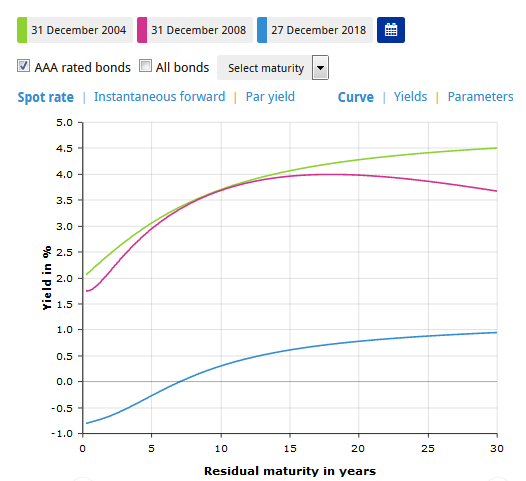 31 December 2004 31 December 2008 27 December 2018
AAA rated bonds All bonds Select maturity
Spot rate | Instantaneous forward | Par yield Curve | Yields | Parameters
5.0
4.5
4.0
3.5
3.0
2.5
2.0
1.5
1.0
0.5
0.0
-0.5
-1.0
Yield in %
0 5 10 15 20 25 30
Residual maturity in years